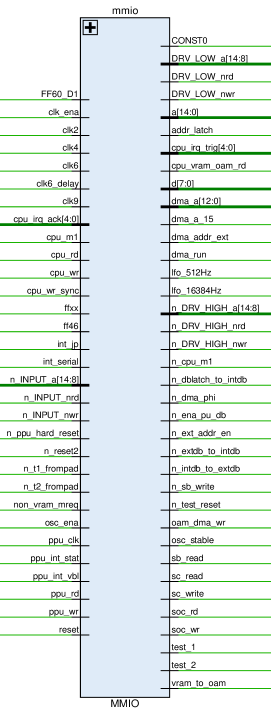 mmio
CONST0
DRV_LOW_a[14:8]
DRV_LOW_nrd
DRV_LOW_nwr
a[14:0]
addr_latch
cpu_irq_trig[4:0]
cpu_vram_oam_rd
d[7:0]
dma_a[12:0]
dma_a_15
dma_addr_ext
dma_run
lfo_512Hz
lfo_16384Hz
n_DRV_HIGH_a[14:8]
n_DRV_HIGH_nrd
n_DRV_HIGH_nwr
n_cpu_m1
n_dblatch_to_intdb
n_dma_phi
n_ena_pu_db
n_ext_addr_en
n_extdb_to_intdb
n_intdb_to_extdb
n_sb_write
n_test_reset
oam_dma_wr
osc_stable
sb_read
sc_read
sc_write
soc_rd
soc_wr
test_1
test_2
vram_to_oam
FF60_D1
clk_ena
clk2
clk4
clk6
clk6_delay
clk9
cpu_irq_ack[4:0]
cpu_m1
cpu_rd
cpu_wr
cpu_wr_sync
ffxx
ff46
int_jp
int_serial
n_INPUT_a[14:8]
n_INPUT_nrd
n_INPUT_nwr
n_ppu_hard_reset
n_reset2
n_t1_frompad
n_t2_frompad
non_vram_mreq
osc_ena
ppu_clk
ppu_int_stat
ppu_int_vbl
ppu_rd
ppu_wr
reset
MMIO